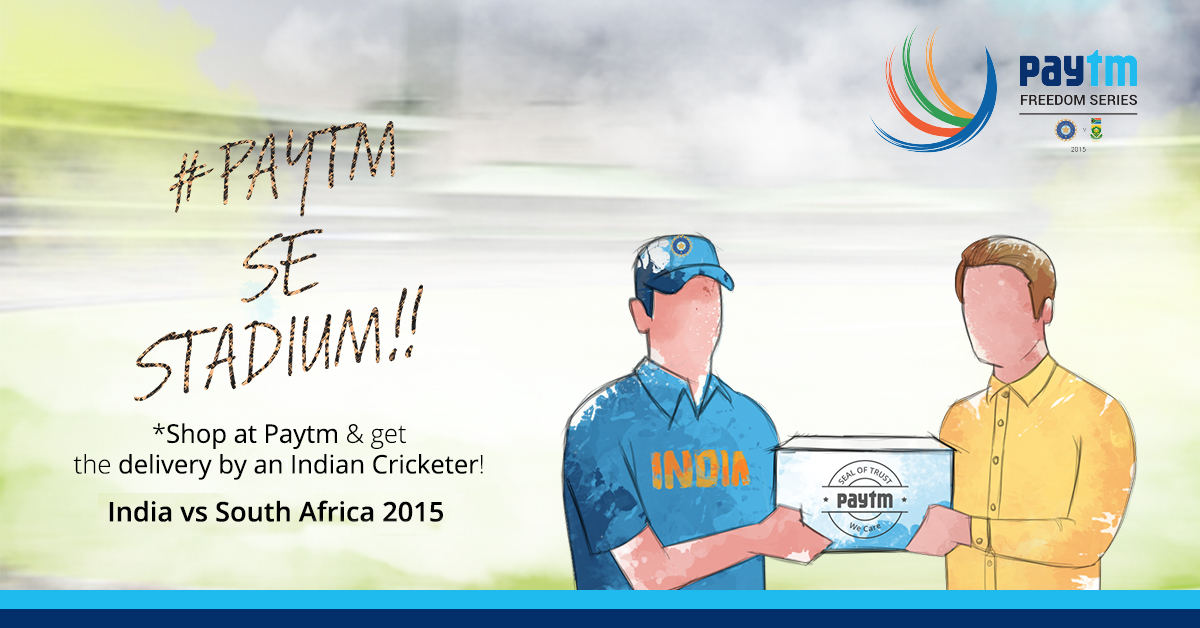 #PAYTM
SE
STADIUM!!
*Shop at Paytm & get
the delivery by an Indian Cricketer!
India vs South Africa 2015
paytm
FREEDOM SERIES
V
2015
INDIA
SEAL OF TRUST
paytm
We Care